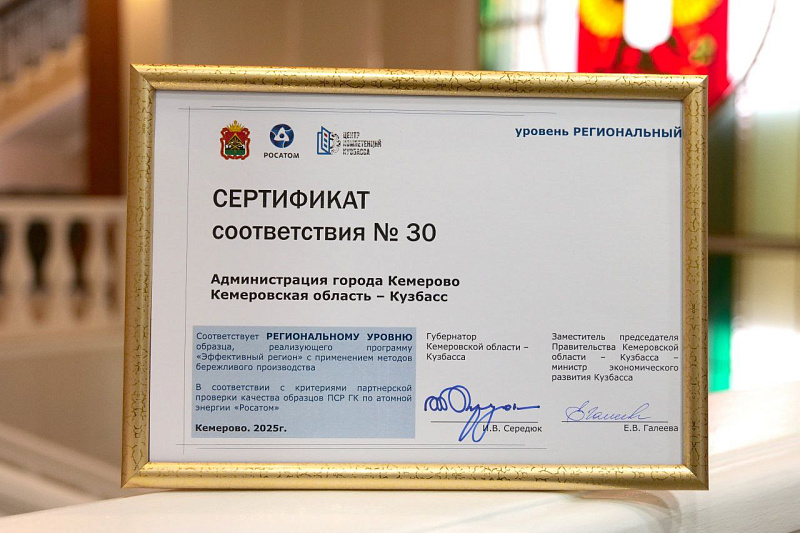 РОСАТОМ
ЦЕНТР
КОМПЕТЕНЦИЙ
КУЗБАССА
уровень РЕГИОНАЛЬНЫЙ
СЕРТИФИКАТ
соответствия № 30
Администрация города Кемерово
Кемеровская область – Кузбасс
Соответствует РЕГИОНАЛЬНОМУ УРОВНЮ
образца, реализующего программу
«Эффективный регион» с применением методов
бережливого производства
В соответствии с критериями партнерской
проверки качества образцов ПСР ГК по атомной
энергии «Росатом»
Кемерово. 2025г.
Губернатор
Кемеровской области –
Кузбасса
И.В. Середюк
Заместитель председателя
Правительства Кемеровской
области – Кузбасса –
министр экономического
развития Кузбасса
Е.В. Галеева